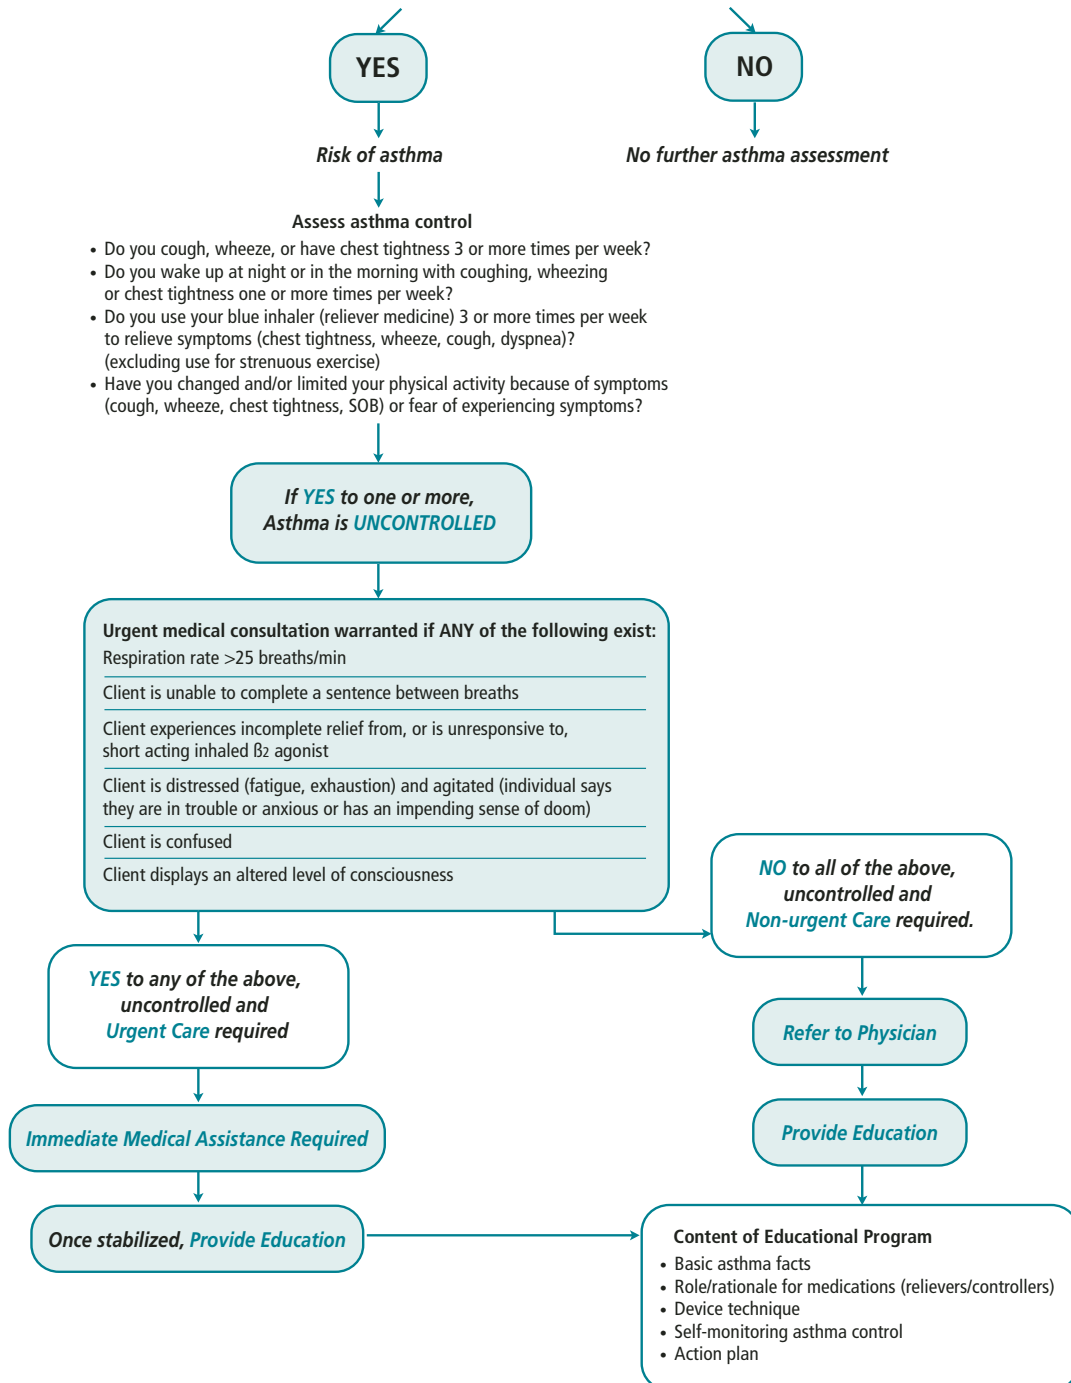 YES
NO
Risk of asthma
No further asthma assessment
Assess asthma control
• Do you cough, wheeze, or have chest tightness 3 or more times per week?
• Do you wake up at night or in the morning with coughing, wheezing
or chest tightness one or more times per week?
• Do you use your blue inhaler (reliever medicine) 3 or more times per week
to relieve symptoms (chest tightness, wheeze, cough, dyspnea)?
(excluding use for strenuous exercise)
• Have you changed and/or limited your physical activity because of symptoms
(cough, wheeze, chest tightness, SOB) or fear of experiencing symptoms?
If YES to one or more,
Asthma is UNCONTROLLED
Urgent medical consultation warranted if ANY of the following exist:
Respiration rate >25 breaths/min
Client is unable to complete a sentence between breaths
Client experiences incomplete relief from, or is unresponsive to,
short acting inhaled ß2 agonist
Client is distressed (fatigue, exhaustion) and agitated (individual says
they are in trouble or anxious or has an impending sense of doom)
Client is confused
Client displays an altered level of consciousness
NO to all of the above,
uncontrolled and
Non-urgent Care required.
YES to any of the above,
uncontrolled and
Urgent Care required
Refer to Physician
Immediate Medical Assistance Required
Provide Education
Once stabilized, Provide Education
Content of Educational Program
• Basic asthma facts
• Role/rationale for medications (relievers/controllers)
• Device technique
• Self-monitoring asthma control
• Action plan